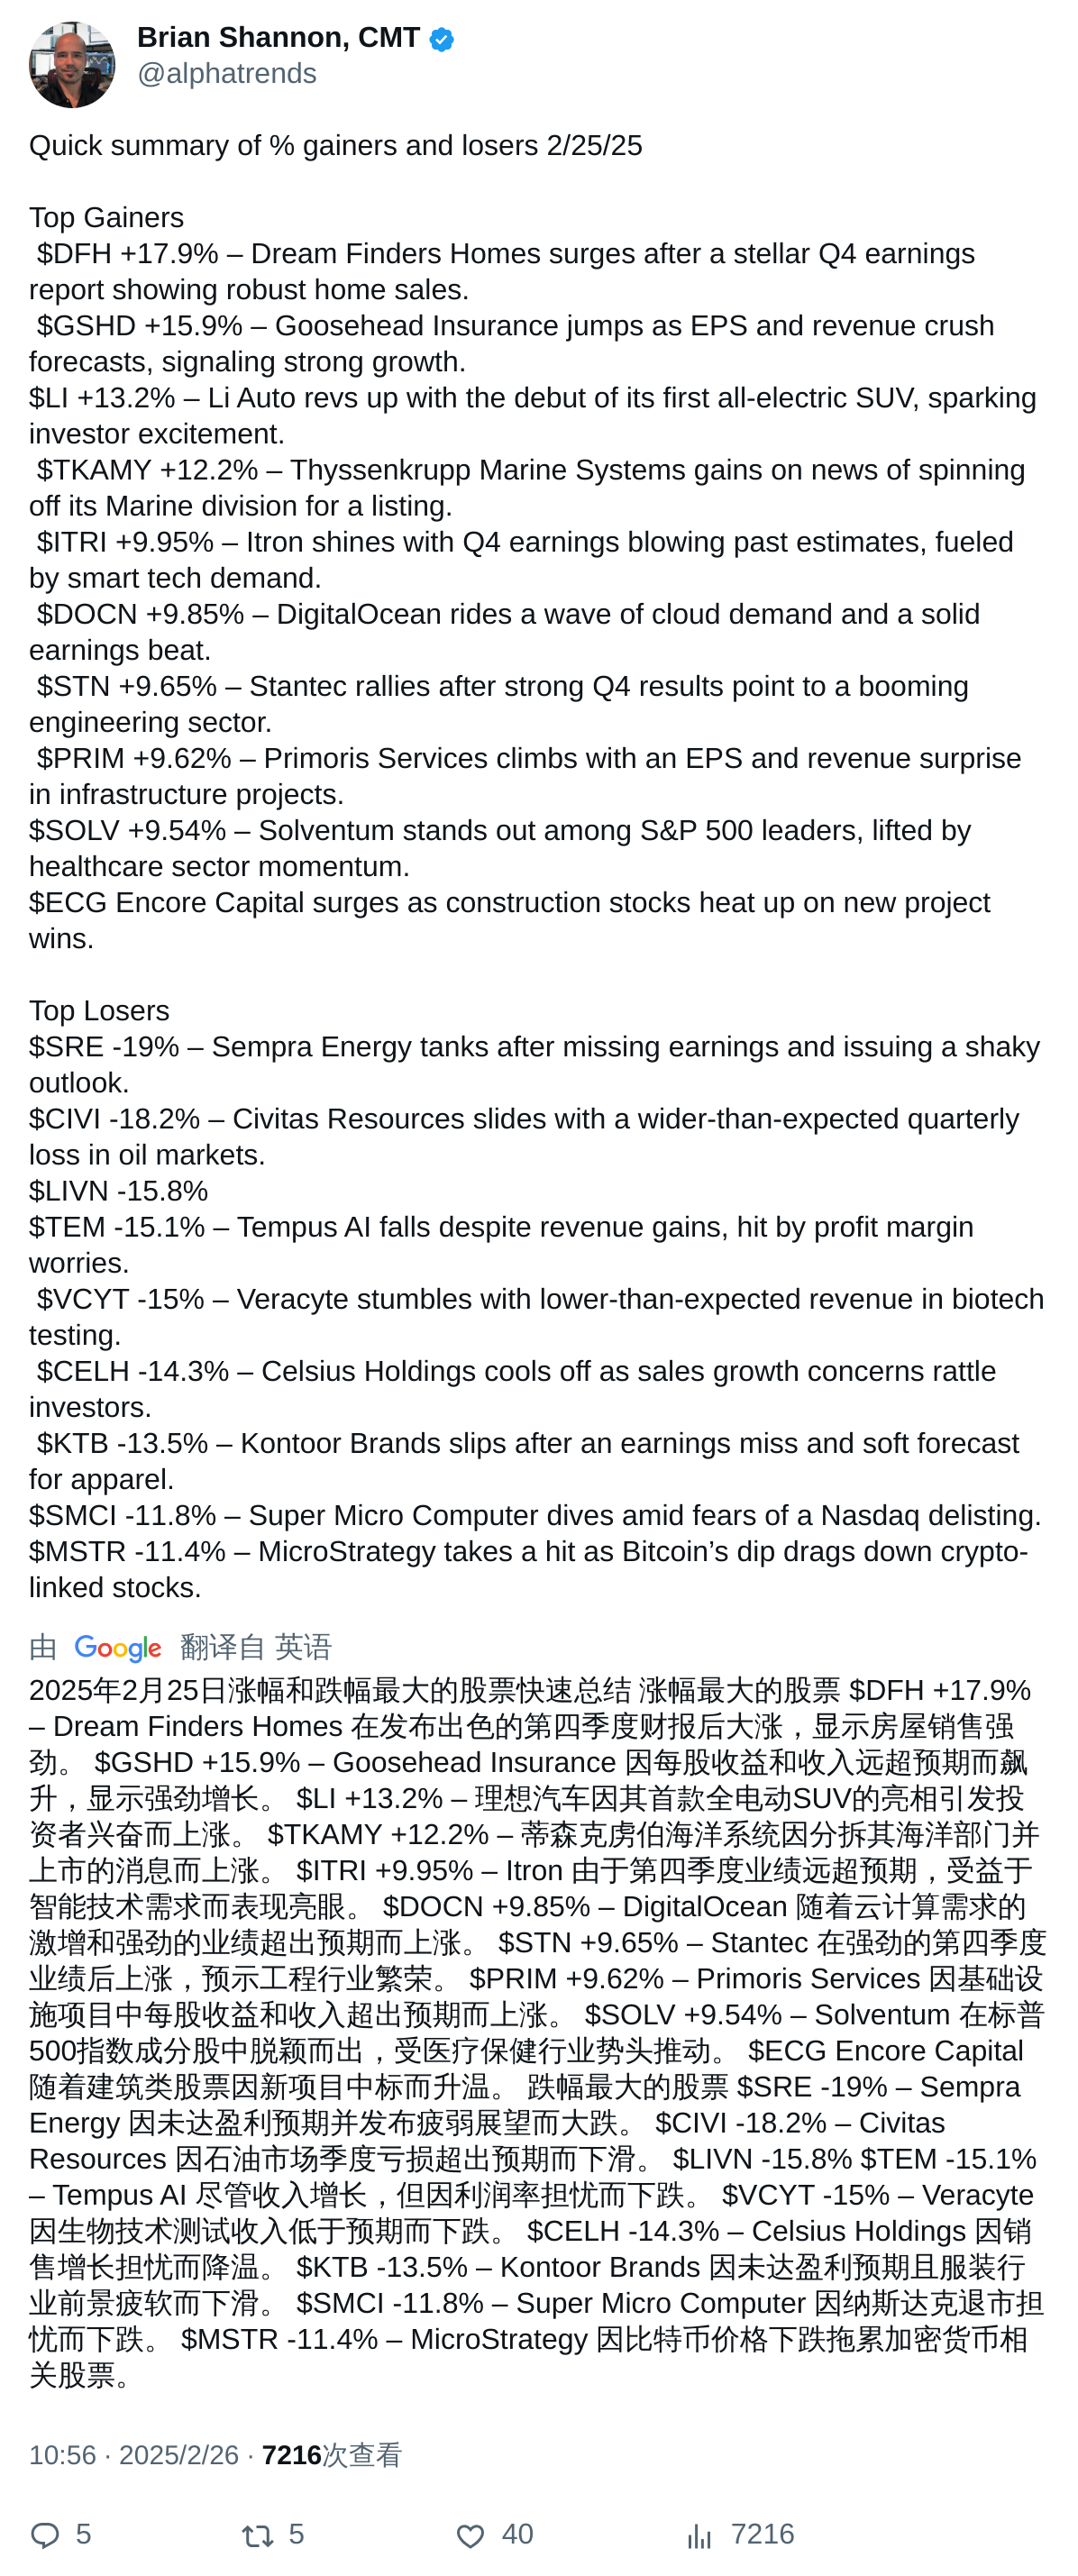 Brian Shannon, CMT
@alphatrends
Quick summary of % gainers and losers 2/25/25
Top Gainers
$DFH +17.9% – Dream Finders Homes surges after a stellar Q4 earnings
report showing robust home sales.
$GSHD +15.9% – Goosehead Insurance jumps as EPS and revenue crush
forecasts, signaling strong growth.
$LI +13.2% – Li Auto revs up with the debut of its first all-electric SUV, sparking
investor excitement.
$TKAMY +12.2% – Thyssenkrupp Marine Systems gains on news of spinning
off its Marine division for a listing.
$ITRI +9.95% – Itron shines with Q4 earnings blowing past estimates, fueled
by smart tech demand.
$DOCN +9.85% – DigitalOcean rides a wave of cloud demand and a solid
earnings beat.
$STN +9.65% – Stantec rallies after strong Q4 results point to a booming
engineering sector.
$PRIM +9.62% – Primoris Services climbs with an EPS and revenue surprise
in infrastructure projects.
$SOLV +9.54% – Solventum stands out among S&P 500 leaders, lifted by
healthcare sector momentum.
$ECG Encore Capital surges as construction stocks heat up on new project
wins.
Top Losers
$SRE -19% – Sempra Energy tanks after missing earnings and issuing a shaky
outlook.
$CIVI -18.2% – Civitas Resources slides with a wider-than-expected quarterly
loss in oil markets.
$LIVN -15.8%
$TEM -15.1% – Tempus AI falls despite revenue gains, hit by profit margin
worries.
$VCYT -15% – Veracyte stumbles with lower-than-expected revenue in biotech
testing.
$CELH -14.3% – Celsius Holdings cools off as sales growth concerns rattle
investors.
$KTB -13.5% – Kontoor Brands slips after an earnings miss and soft forecast
for apparel.
$SMCI -11.8% – Super Micro Computer dives amid fears of a Nasdaq delisting.
$MSTR -11.4% – MicroStrategy takes a hit as Bitcoin’s dip drags down crypto-
linked stocks.
由 Google 翻译自 英语
2025年2月25日涨幅和跌幅最大的股票快速总结 涨幅最大的股票 $DFH +17.9%
– Dream Finders Homes 在发布出色的第四季度财报后大涨，显示房屋销售强
劲。 $GSHD +15.9% – Goosehead Insurance 因每股收益和收入远超预期而飙
升，显示强劲增长。 $LI +13.2% – 理想汽车因其首款全电动SUV的亮相引发投
资者兴奋而上涨。 $TKAMY +12.2% – 蒂森克虏伯海洋系统因分拆其海洋部门并
上市的消息而上涨。 $ITRI +9.95% – Itron 由于第四季度业绩远超预期，受益于
智能技术需求而表现亮眼。 $DOCN +9.85% – DigitalOcean 随着云计算需求的
激增和强劲的业绩超出预期而上涨。 $STN +9.65% – Stantec 在强劲的第四季度
业绩后上涨，预示工程行业繁荣。 $PRIM +9.62% – Primoris Services 因基础设
施项目中每股收益和收入超出预期而上涨。 $SOLV +9.54% – Solventum 在标普
500指数成分股中脱颖而出，受医疗保健行业势头推动。 $ECG Encore Capital
随着建筑类股票因新项目中标而升温。 跌幅最大的股票 $SRE -19% – Sempra
Energy 因未达盈利预期并发布疲弱展望而大跌。 $CIVI -18.2% – Civitas
Resources 因石油市场季度亏损超出预期而下滑。 $LIVN -15.8% $TEM -15.1%
– Tempus AI 尽管收入增长，但因利润率担忧而下跌。 $VCYT -15% – Veracyte
因生物技术测试收入低于预期而下跌。 $CELH -14.3% – Celsius Holdings 因销
售增长担忧而降温。 $KTB -13.5% – Kontoor Brands 因未达盈利预期且服装行
业前景疲软而下滑。 $SMCI -11.8% – Super Micro Computer 因纳斯达克退市担
忧而下跌。 $MSTR -11.4% – MicroStrategy 因比特币价格下跌拖累加密货币相
关股票。
10:56 · 2025/2/26 · 7216次查看
5 5 40 7216